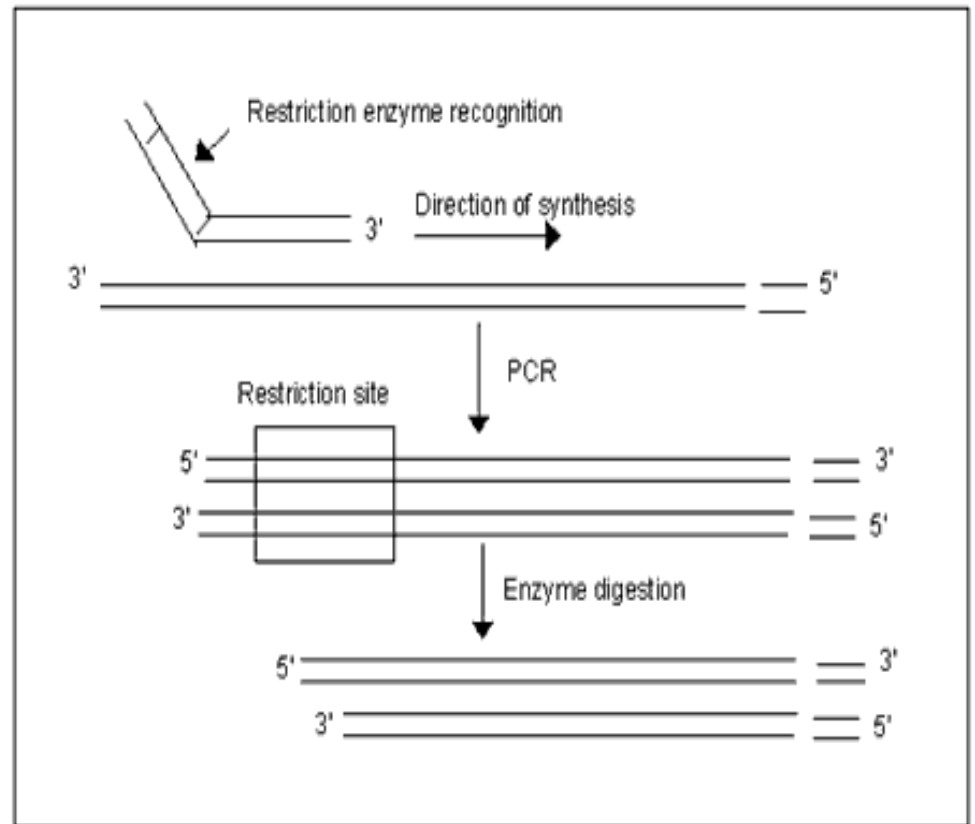 Restriction enzyme recognition
3'
Direction of synthesis
3'
5'
PCR
Restriction site
5'
3'
3'
5'
Enzyme digestion
5'
3'
3'
5'